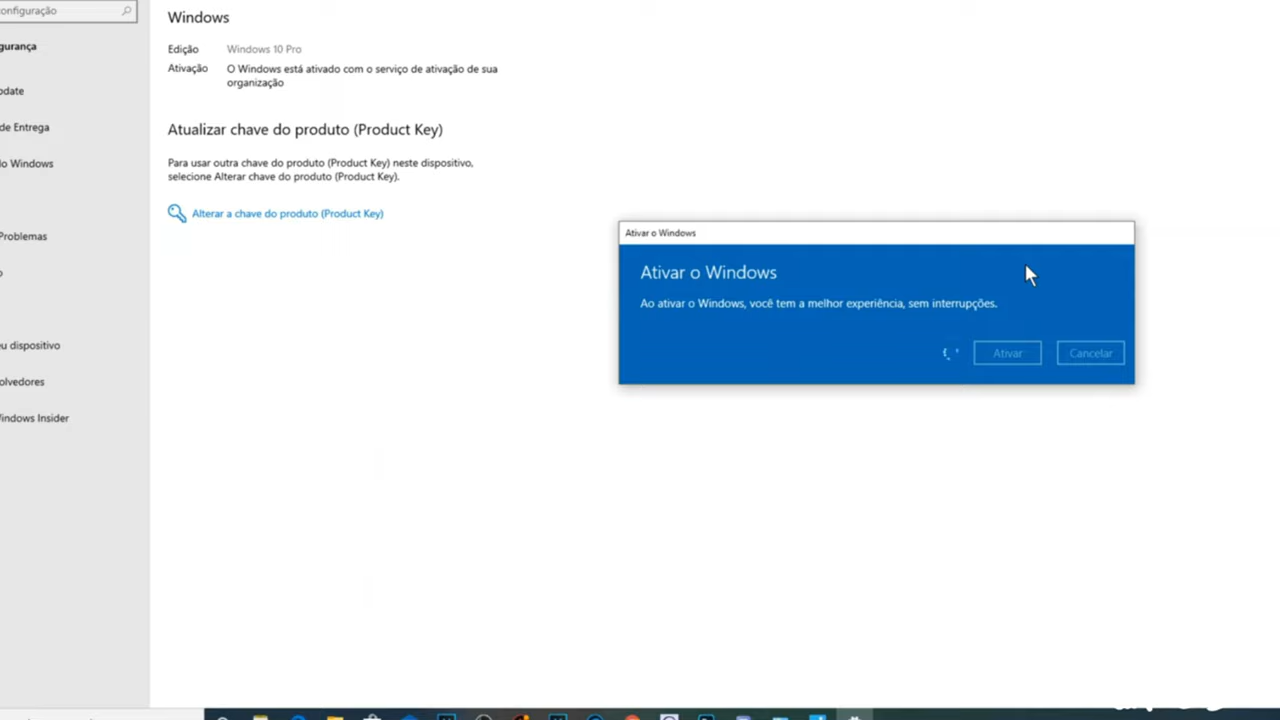 onfiguração
Windows
gurança
Edição
Windows 10 Pro
Ativação
O Windows está ativado com o serviço de ativação de sua
organização
pdate
de Entrega
Atualizar chave do produto (Product Key)
o Windows
Para usar outra chave do produto (Product Key) neste dispositivo,
selecione Alterar chave do produto (Product Key).
Alterar a chave do produto (Product Key)
Problemas
o
u dispositivo
olvedores
indows Insider
Ativar o Windows
Ativar o Windows
Ao ativar o Windows, você tem a melhor experiência, sem interrupções.
Ativar
Cancelar